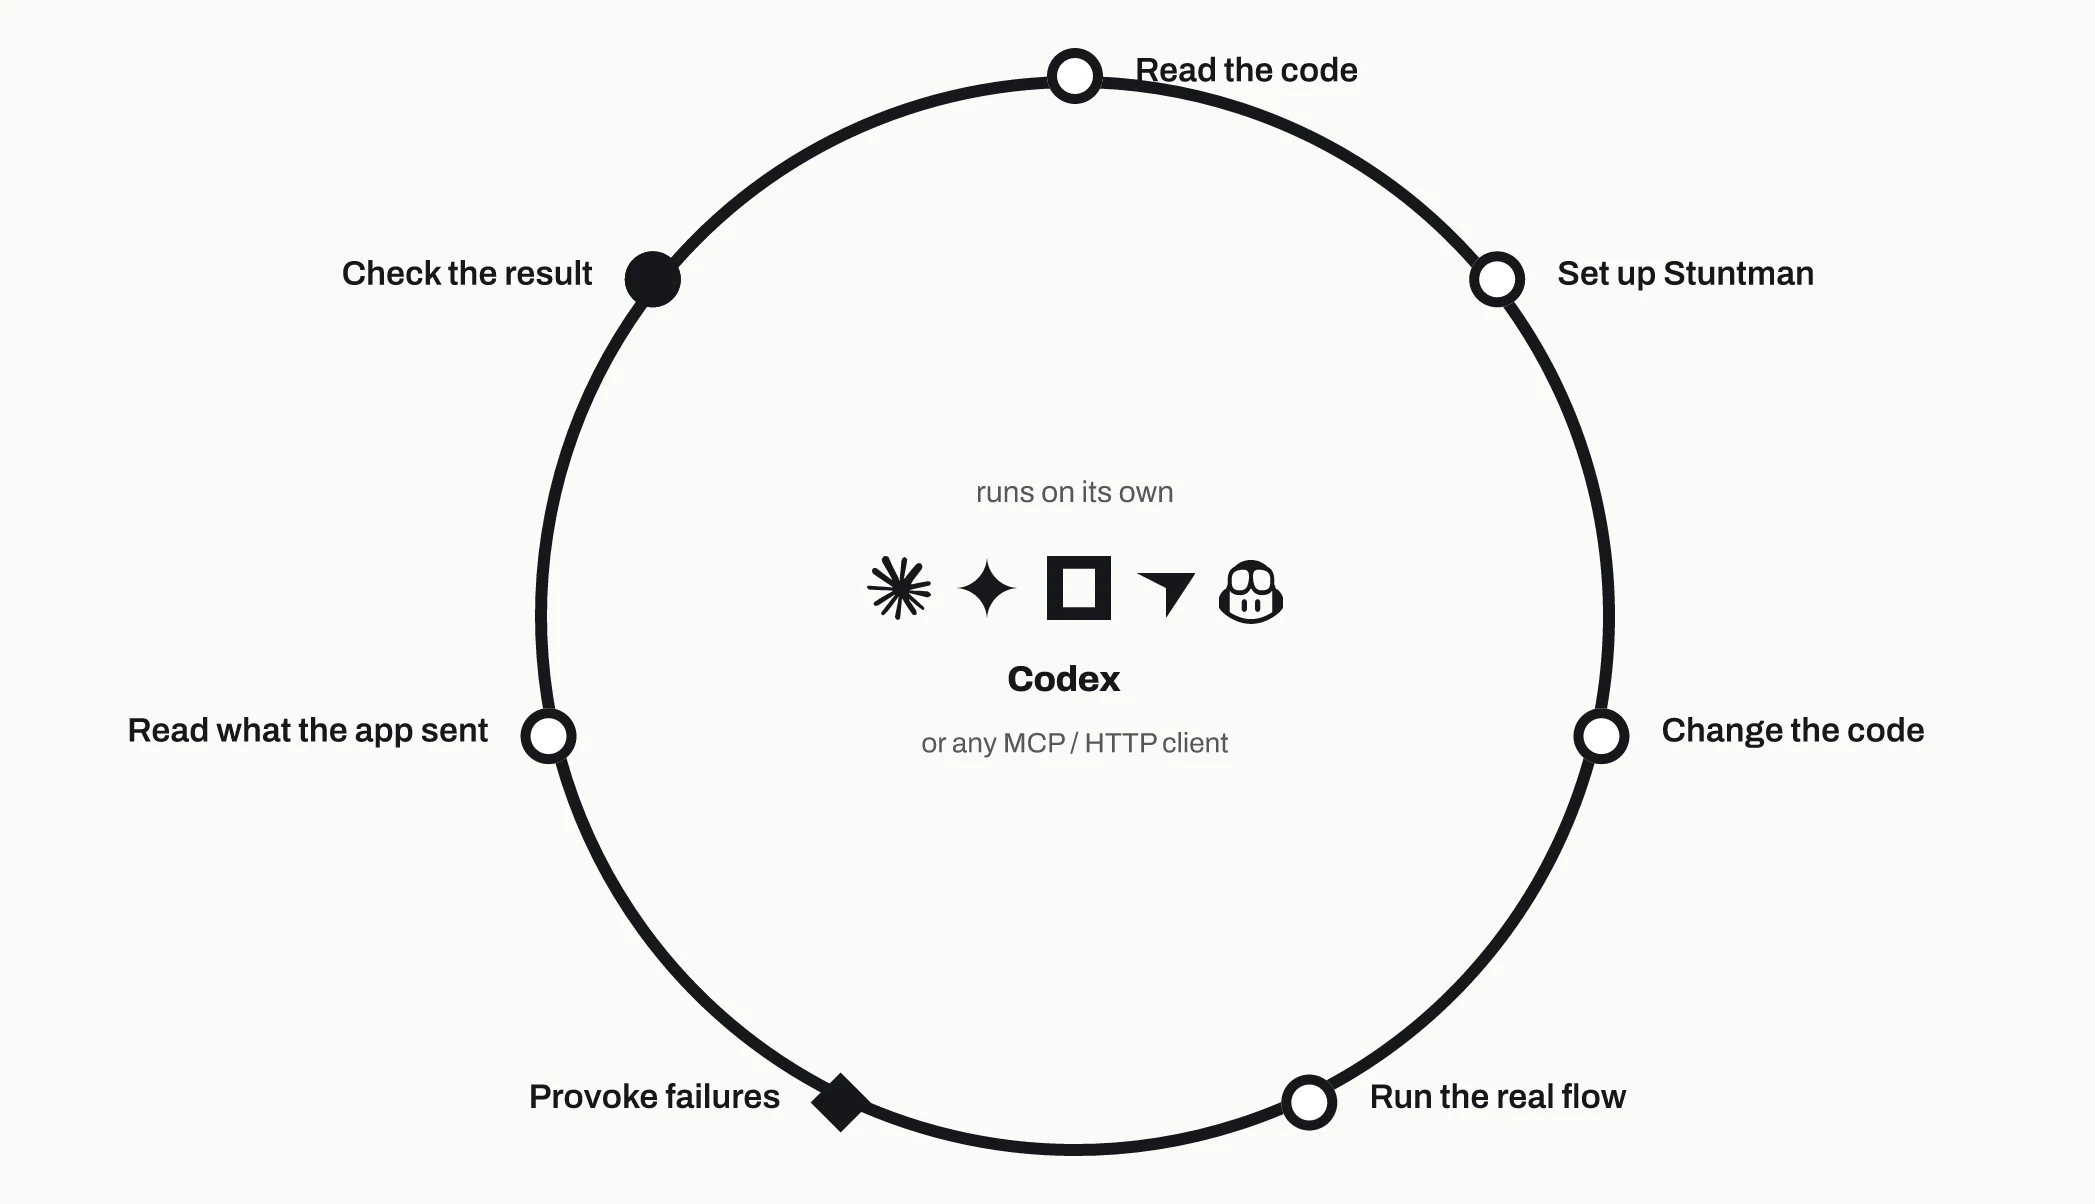 Read the code
Check the result
Set up Stuntman
runs on its own
Codex
Read what the app sent
Change the code
or any MCP / HTTP client
Provoke failures
Run the real flow